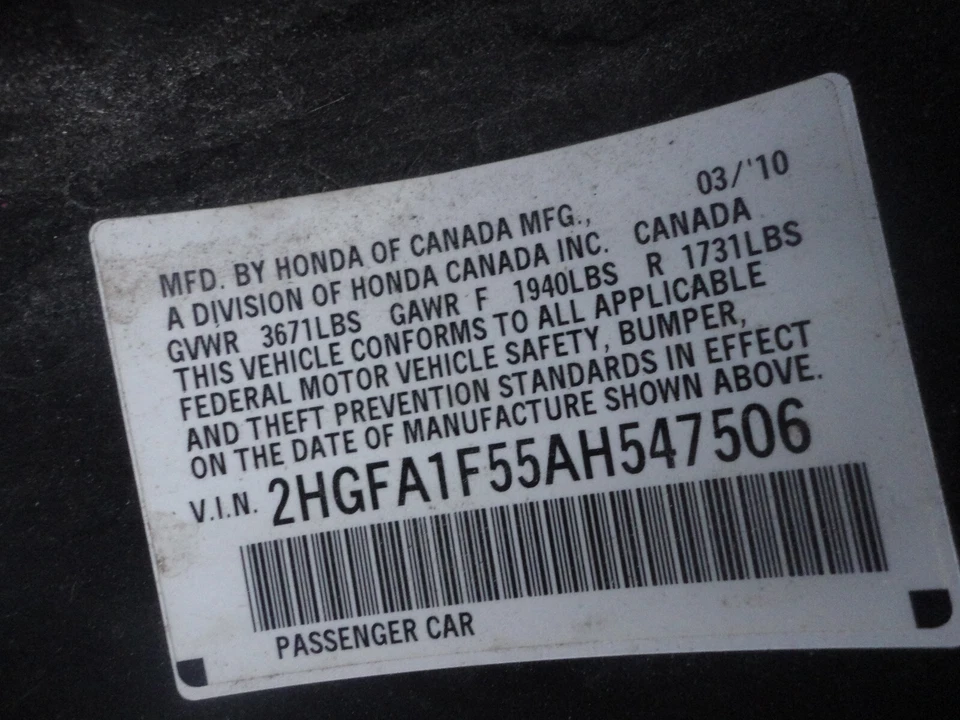 03/'10
MFD. BY HONDA OF CANADA MFG.,
A DIVISION OF HONDA CANADA INC. CANADA
GVWR 3671LBS GAWR F 1940LBS R 1731LBS
THIS VEHICLE CONFORMS TO ALL APPLICABLE
FEDERAL MOTOR VEHICLE SAFETY, BUMPER,
AND THEFT PREVENTION STANDARDS IN EFFECT
ON THE DATE OF MANUFACTURE SHOWN ABOVE.
V.I.N. 2HGFA1F55AH547506
PASSENGER CAR